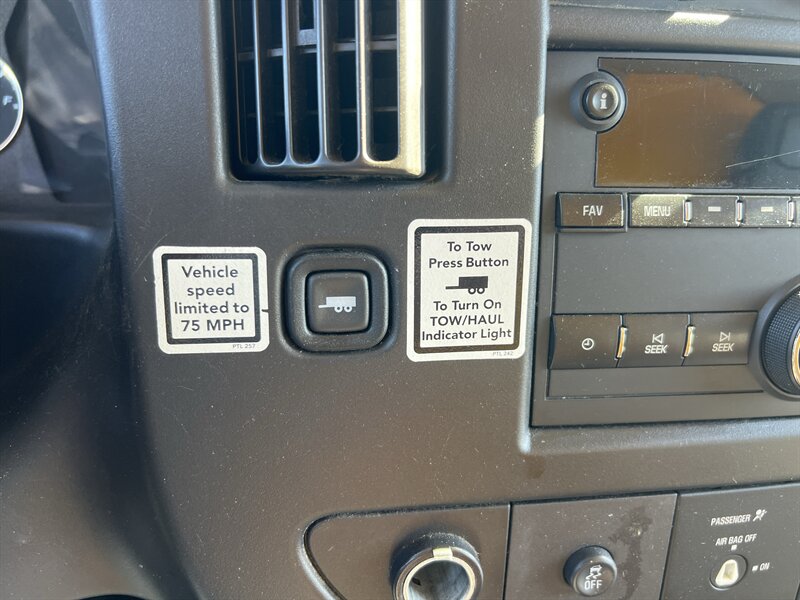 F
i
FAV
MENU
Vehicle
speed
limited to
75 MPH
PTL 257
To Tow
Press Button
To Turn On
TOW/HAUL
Indicator Light
PTL 242
SEEK
SEEK
OFF
PASSENGER
AIR BAG OFF
ON